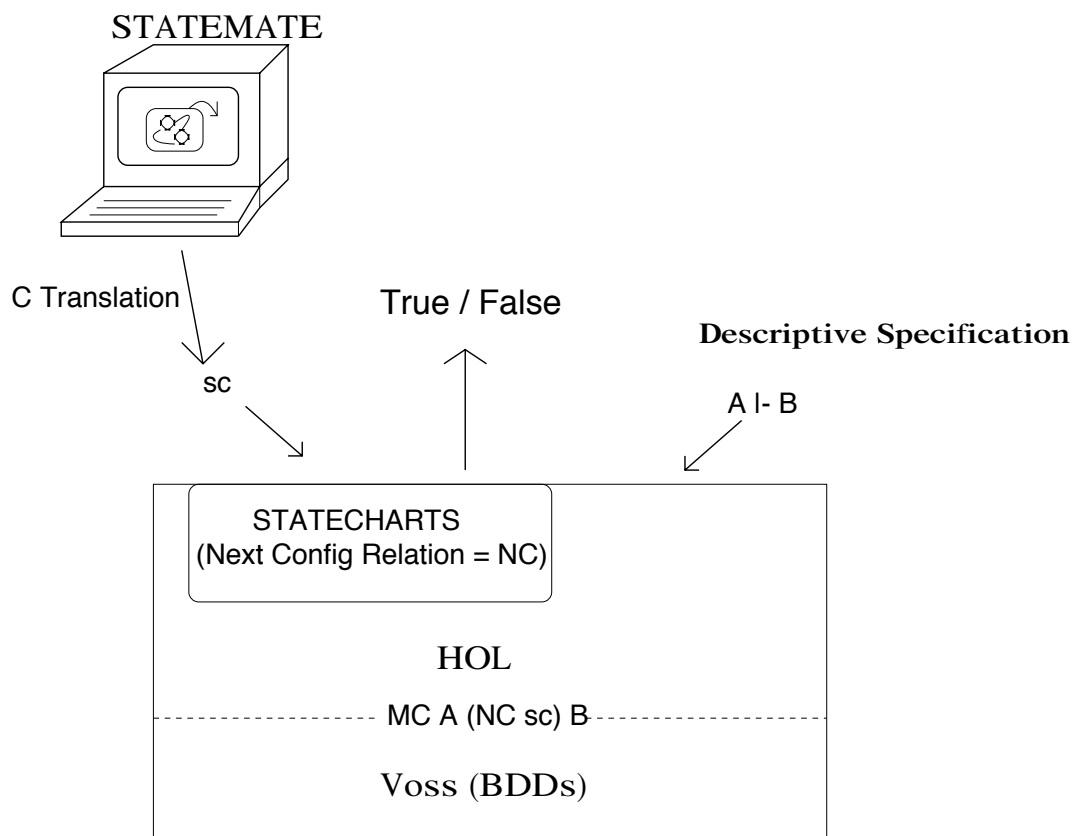 STATEMATE
C Translation
True / False
Descriptive Specification
sc
A |- B
STATECHARTS
(Next Config Relation = NC)
HOL
MC A (NC sc) B
Voss (BDDs)